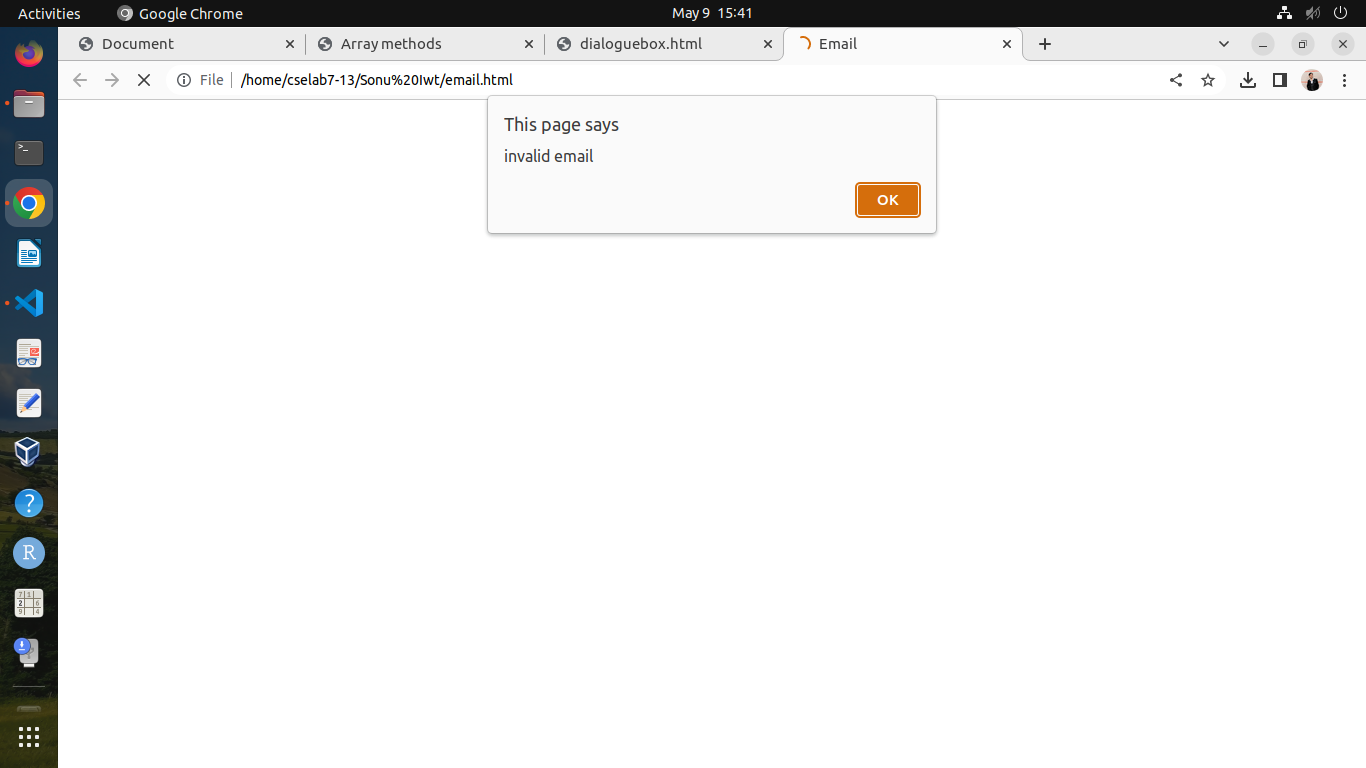 Activities Google Chrome May 9 15:41
Document Array methods dialoguebox.html Email
File /home/cselab7-13/Sonu%20Iwt/email.html
This page says
invalid email
OK